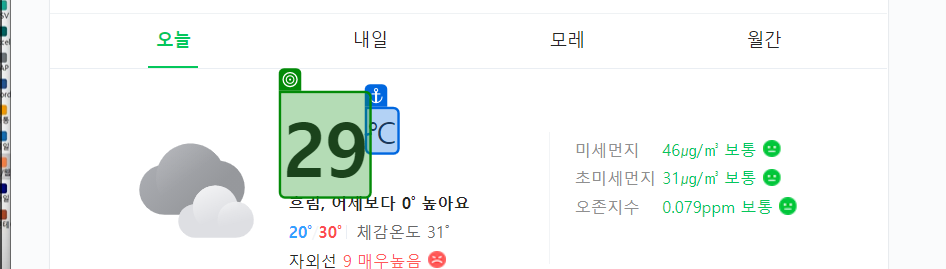 오늘 내일 모레 월간
29 °C
흐림, 어제보다 0° 높아요
20° 30° 체감온도 31°
자외선 9 매우높음
미세먼지 46㎍/㎥ 보통
초미세먼지 31㎍/㎥ 보통
오존지수 0.079ppm 보통